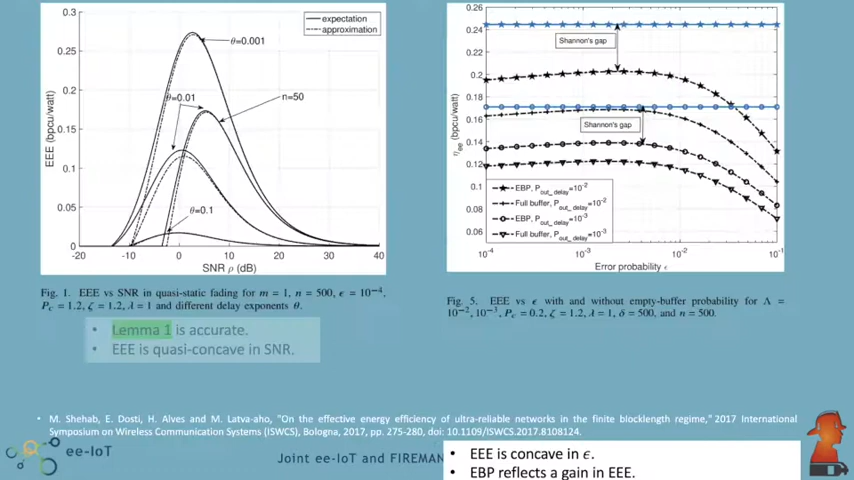 0.3
0.25
0.2
0.15
0.1
0.05
0
-20
-10
0
10
20
30
40
EEE (bpcu/watt)
SNR ρ (dB)
expectation
approximation
θ=0.001
θ=0.01
n=50
θ=0.1
Fig. 1. EEE vs SNR in quasi-static fading for m = 1, n = 500, ϵ = 10⁻⁴,
P_c = 1.2, ζ = 1.2, λ = 1 and different delay exponents θ.
• Lemma 1 is accurate.
• EEE is quasi-concave in SNR.
0.26
0.24
0.22
0.2
0.18
0.16
0.14
0.12
0.1
0.08
0.06
10⁻⁴
10⁻³
10⁻²
10⁻¹
η_ee (bpcu/watt)
Error probability ϵ
Shannon's gap
Shannon's gap
EBP, P_out_delay=10⁻²
Full buffer, P_out_delay=10⁻²
EBP, P_out_delay=10⁻³
Full buffer, P_out_delay=10⁻³
Fig. 5. EEE vs ϵ with and without empty-buffer probability for Λ =
10⁻², 10⁻³, P_c = 0.2, ζ = 1.2, λ = 1, δ = 500, and n = 500.
• M. Shehab, E. Dosti, H. Alves and M. Latva-aho, "On the effective energy efficiency of ultra-reliable networks in the finite blocklength regime," 2017 International
Symposium on Wireless Communication Systems (ISWCS), Bologna, 2017, pp. 275-280, doi: 10.1109/ISWCS.2017.8108124.
ee-IoT
Joint ee-IoT and FIREMAN
• EEE is concave in ϵ.
• EBP reflects a gain in EEE.